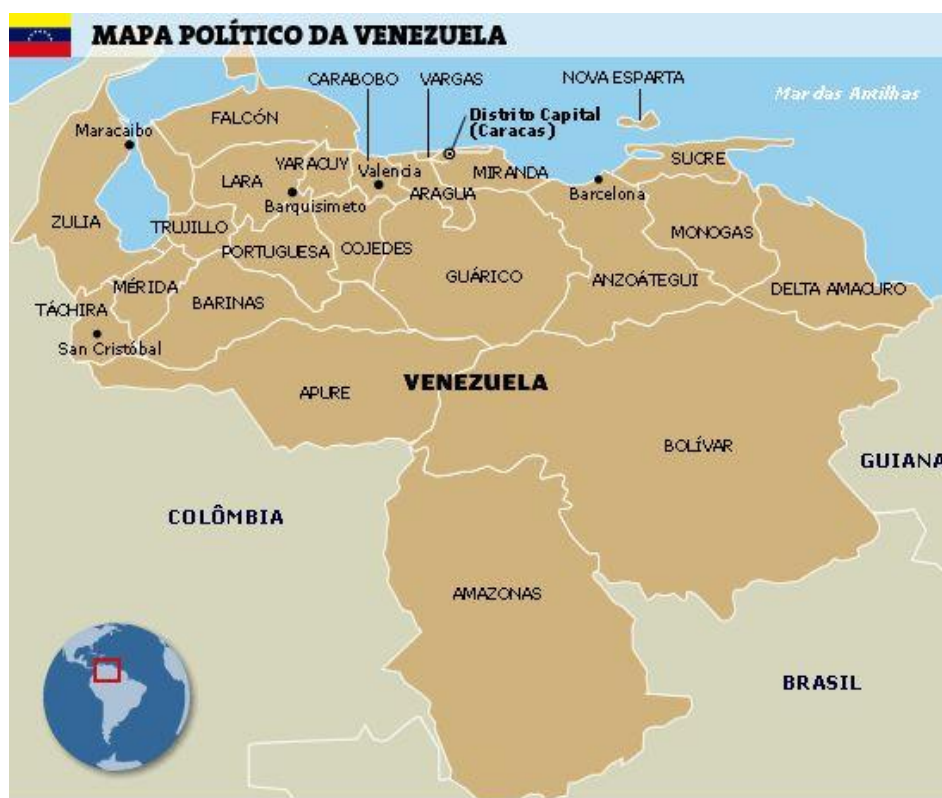 MAPA POLÍTICO DA VENEZUELA
CARABOBO
VARGAS
NOVA ESPARTA
Mar das Antilhas
FALCÓN
Distrito Capital
(Caracas)
Maracaibo
YARACUY
Valencia
SUCRE
LARA
MIRANDA
ARAGUA
Barquisimeto
Barcelona
ZULIA
TRUJILLO
MONOGAS
PORTUGUESA
COJEDES
GUÁRICO
ANZOÁTEGUI
MÉRIDA
BARINAS
DELTA AMACURO
TÁCHIRA
San Cristóbal
VENEZUELA
APURE
BOLÍVAR
GUIANA
COLÔMBIA
AMAZONAS
BRASIL